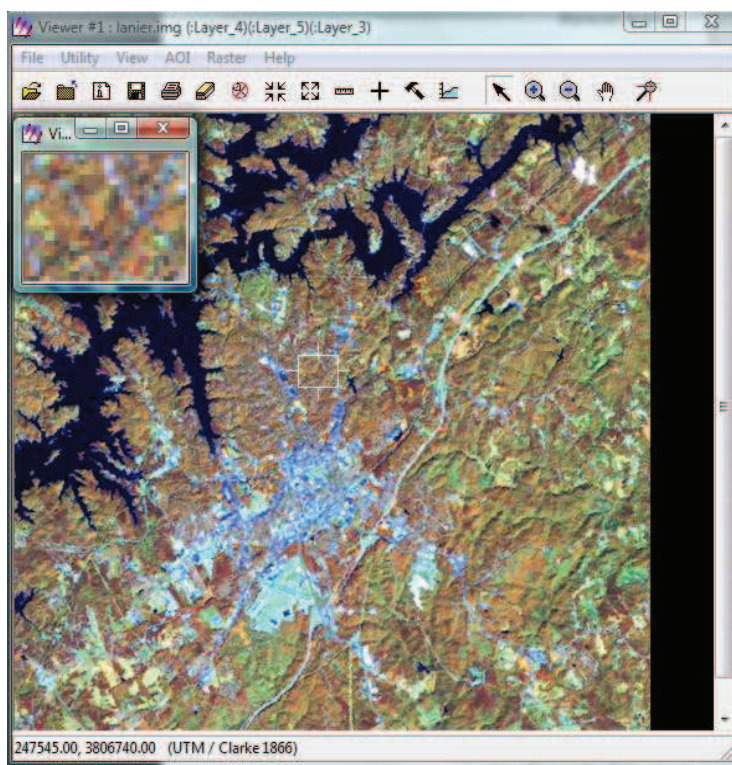 Viewer #1 : lanier.img (:Layer_4)(:Layer_5)(:Layer_3)
File Utility View AOI Raster Help
Vi...
247545.00, 3806740.00 (UTM / Clarke 1866)